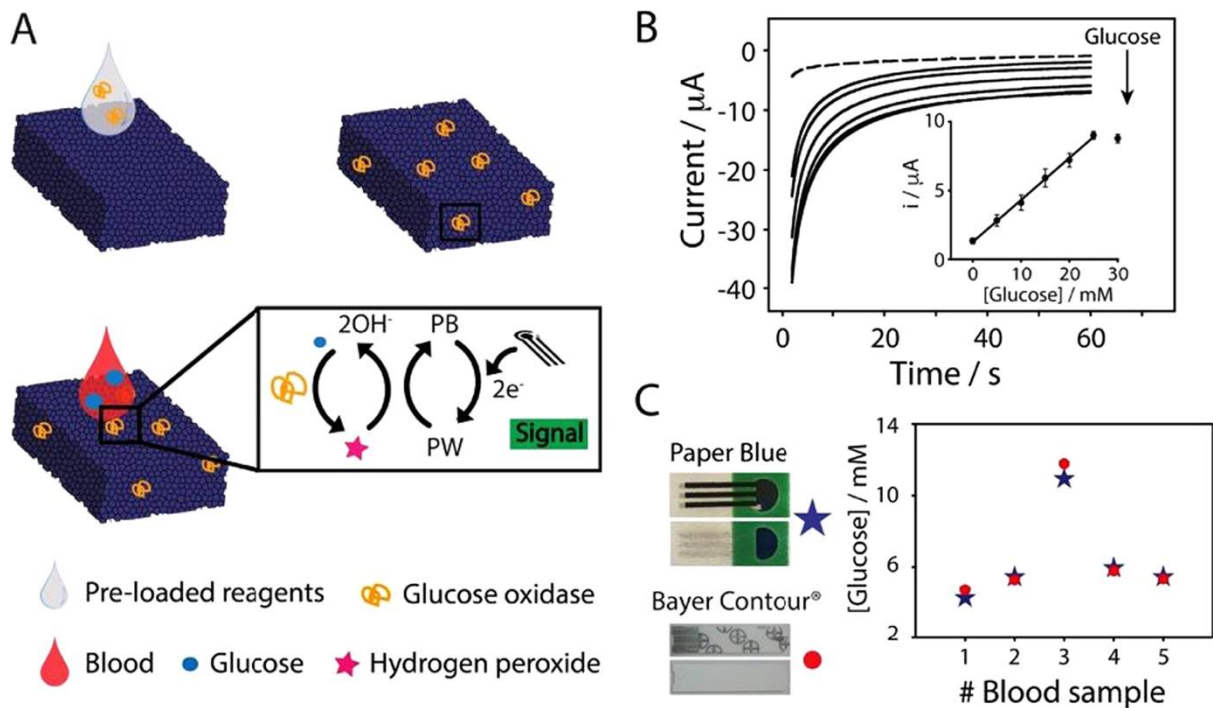 A
2OH-
PB
2e-
PW
Signal
Pre-loaded reagents
Glucose oxidase
Blood
Glucose
Hydrogen peroxide
B
Current / μA
0
-10
-20
-30
-40
0
20
40
60
Time / s
Glucose
i / μA
10
5
0
0
10
20
30
[Glucose] / mM
C
Paper Blue
Bayer Contour®
[Glucose] / mM
14
10
6
2
1
2
3
4
5
# Blood sample